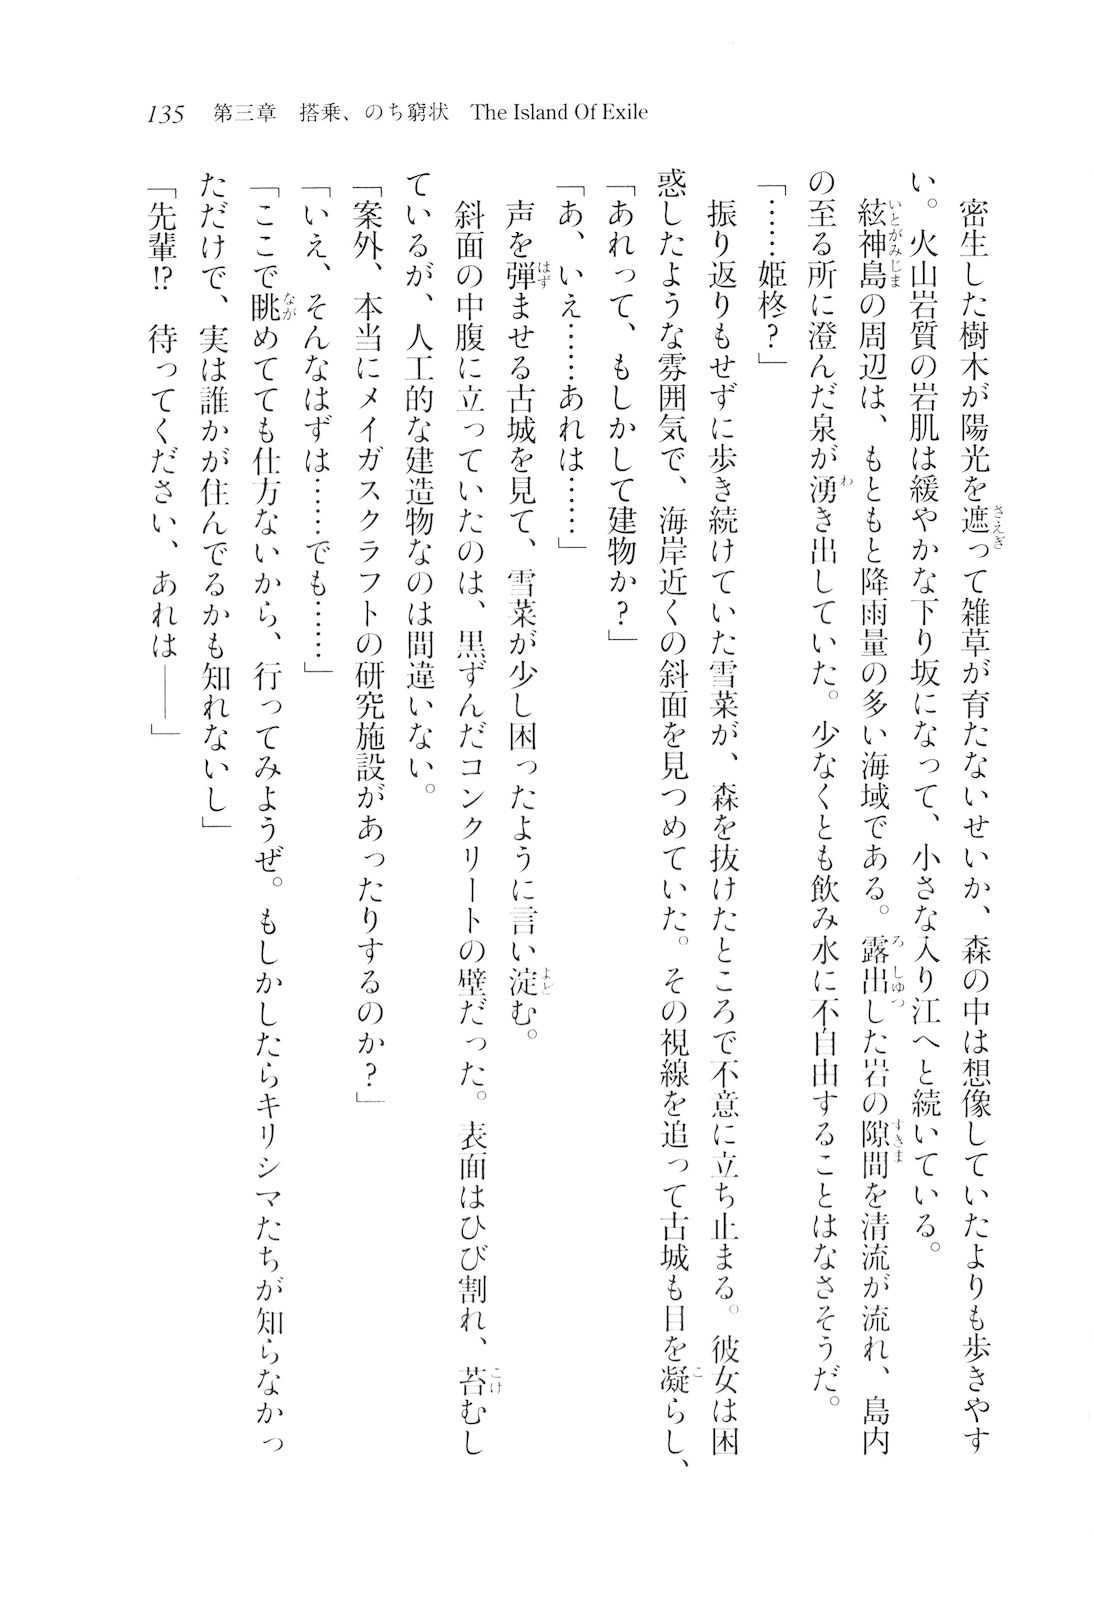 135　第三章　搭乗、のち窮状　The Island Of Exile
　密生した樹木が陽光を遮って雑草が育たないせいか、森の中は想像していたよりも歩きやす
い。火山岩質の岩肌は緩やかな下り坂になって、小さな入り江へと続いている。
　絃神島の周辺は、もともと降雨量の多い海域である。露出した岩の隙間を清流が流れ、島内
の至る所に澄んだ泉が湧き出していた。少なくとも飲み水に不自由することはなさそうだ。
「……姫柊？」
　振り返りもせずに歩き続けていた雪菜が、森を抜けたところで不意に立ち止まる。彼女は困
惑したような雰囲気で、海岸近くの斜面を見つめていた。その視線を追って古城も目を凝らし、
「あれって、もしかして建物か？」
「あ、いえ……あれは……」
　声を弾ませる古城を見て、雪菜が少し困ったように言い淀む。
　斜面の中腹に立っていたのは、黒ずんだコンクリートの壁だった。表面はひび割れ、苔むし
ているが、人工的な建造物なのは間違いない。
「案外、本当にメイガスクラフトの研究施設があったりするのか？」
「いえ、そんなはずは……でも……」
「ここで眺めてても仕方ないから、行ってみようぜ。もしかしたらキリシマたちが知らなかっ
ただけで、実は誰かが住んでるかも知れないし」
「先輩!?　待ってください、あれは――」